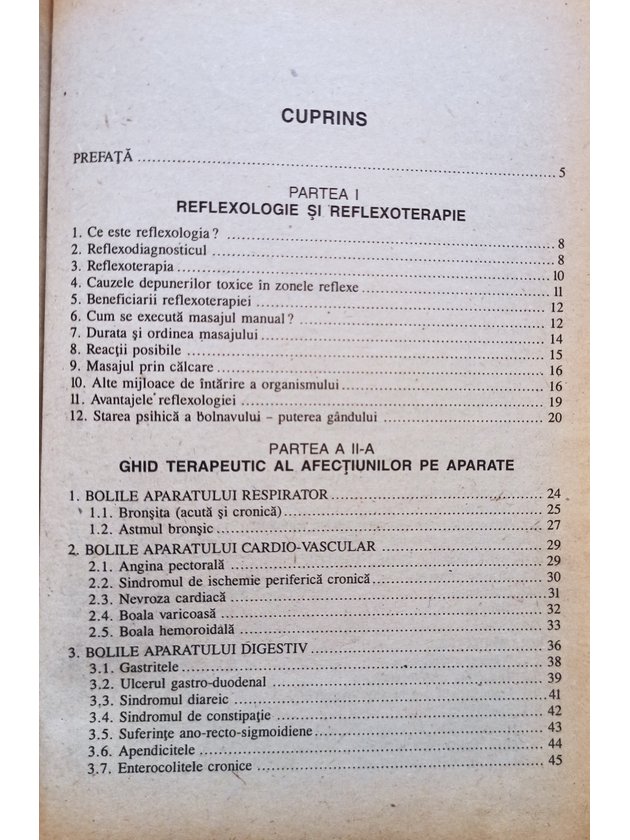 CUPRINS
PREFAȚĂ ............ 5
PARTEA I
REFLEXOLOGIE ȘI REFLEXOTERAPIE
1. Ce este reflexologia? ............ 8
2. Reflexodiagnosticul ............ 8
3. Reflexoterapia ............ 10
4. Cauzele depunerilor toxice în zonele reflexe ............ 11
5. Beneficiarii reflexoterapiei ............ 12
6. Cum se execută masajul manual? ............ 12
7. Durata și ordinea masajului ............ 14
8. Reacții posibile ............ 15
9. Masajul prin călcare ............ 16
10. Alte mijloace de întărire a organismului ............ 16
11. Avantajele reflexologiei ............ 19
12. Starea psihică a bolnavului – puterea gândului ............ 20
PARTEA A II-A
GHID TERAPEUTIC AL AFECȚIUNILOR PE APARATE
1. BOLILE APARATULUI RESPIRATOR ............ 24
1.1. Bronșita (acută și cronică) ............ 25
1.2. Astmul bronșic ............ 27
2. BOLILE APARATULUI CARDIO-VASCULAR ............ 29
2.1. Angina pectorală ............ 29
2.2. Sindromul de ischemie periferică cronică ............ 30
2.3. Nevroza cardiacă ............ 31
2.4. Boala varicoasă ............ 32
2.5. Boala hemoroidală ............ 33
3. BOLILE APARATULUI DIGESTIV ............ 36
3.1. Gastritele ............ 38
3.2. Ulcerul gastro-duodenal ............ 39
3.3. Sindromul diareic ............ 41
3.4. Sindromul de constipație ............ 42
3.5. Suferințe ano-recto-sigmoidiene ............ 43
3.6. Apendicitele ............ 44
3.7. Enterocolitele cronice ............ 45